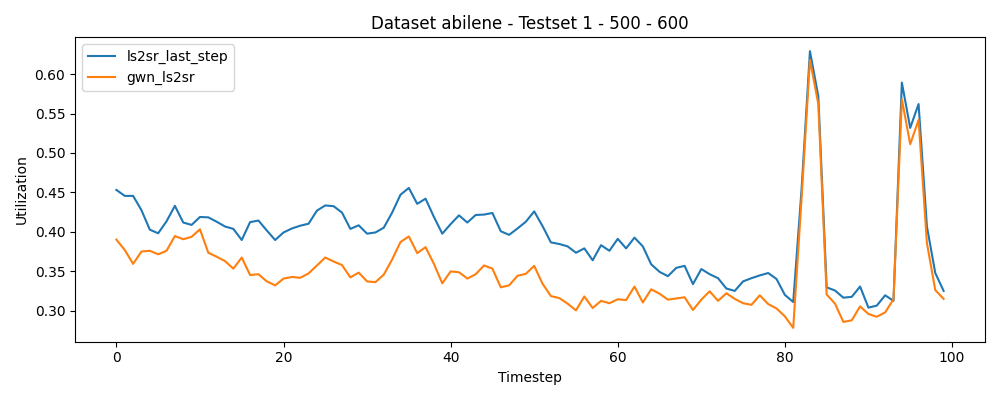 Dataset abilene - Testset 1 - 500 - 600
ls2sr_last_step
gwn_ls2sr
0.60
0.55
0.50
0.45
0.40
0.35
0.30
Utilization
0 20 40 60 80 100
Timestep